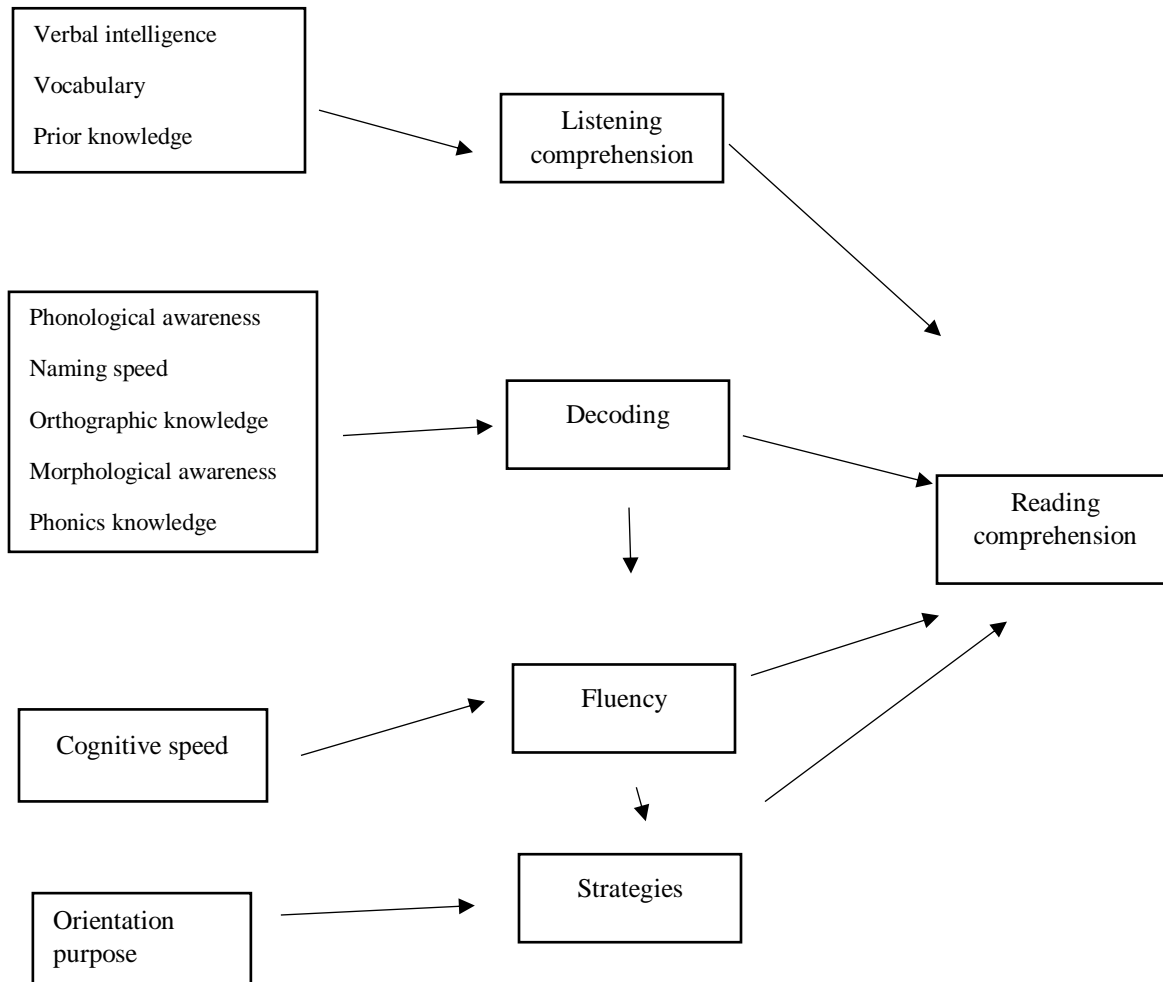 Verbal intelligence
Vocabulary
Prior knowledge
Listening
comprehension
Phonological awareness
Naming speed
Orthographic knowledge
Morphological awareness
Phonics knowledge
Decoding
Reading
comprehension
Fluency
Cognitive speed
Strategies
Orientation
purpose